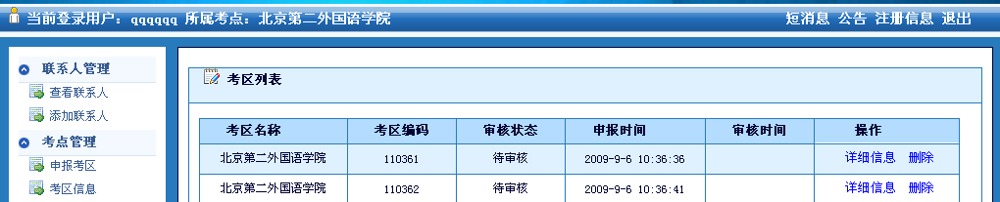 当前登录用户：qqqqqq 所属考点：北京第二外国语学院 短消息 公告 注册信息 退出
联系人管理
查看联系人
添加联系人
考点管理
申报考区
考区信息
考区列表
考区名称 考区编码 审核状态 申报时间 审核时间 操作
北京第二外国语学院 110361 待审核 2009-9-6 10:36:36 详细信息 删除
北京第二外国语学院 110362 待审核 2009-9-6 10:36:41 详细信息 删除